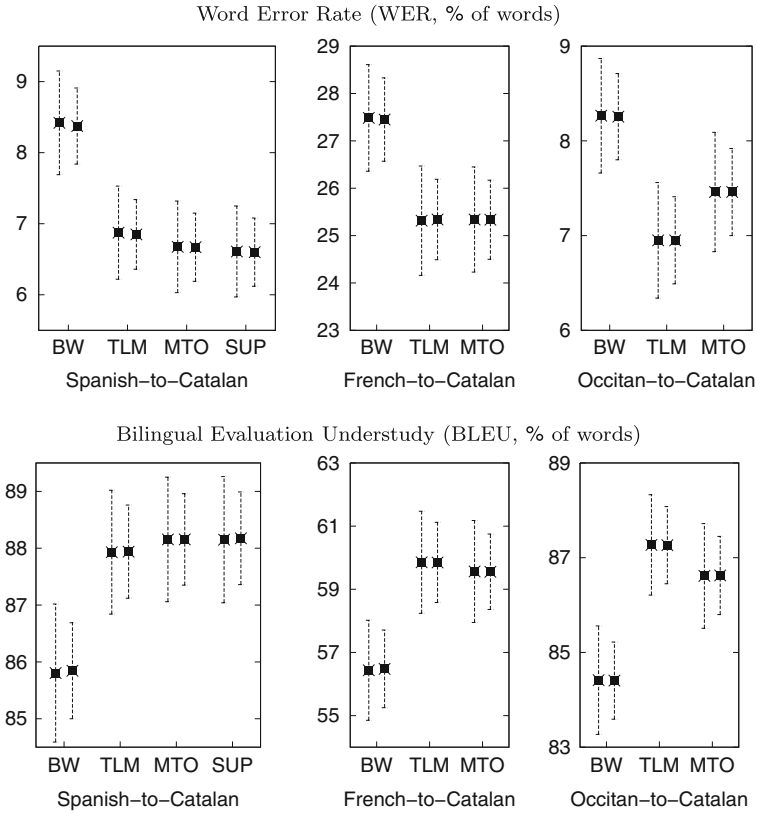 Word Error Rate (WER, % of words)
9
8
7
6
BW TLM MTO SUP
Spanish−to−Catalan
29
28
27
26
25
24
23
BW TLM MTO
French−to−Catalan
9
8
7
6
BW TLM MTO
Occitan−to−Catalan
Bilingual Evaluation Understudy (BLEU, % of words)
89
88
87
86
85
BW TLM MTO SUP
Spanish−to−Catalan
63
61
59
57
55
BW TLM MTO
French−to−Catalan
89
87
85
83
BW TLM MTO
Occitan−to−Catalan